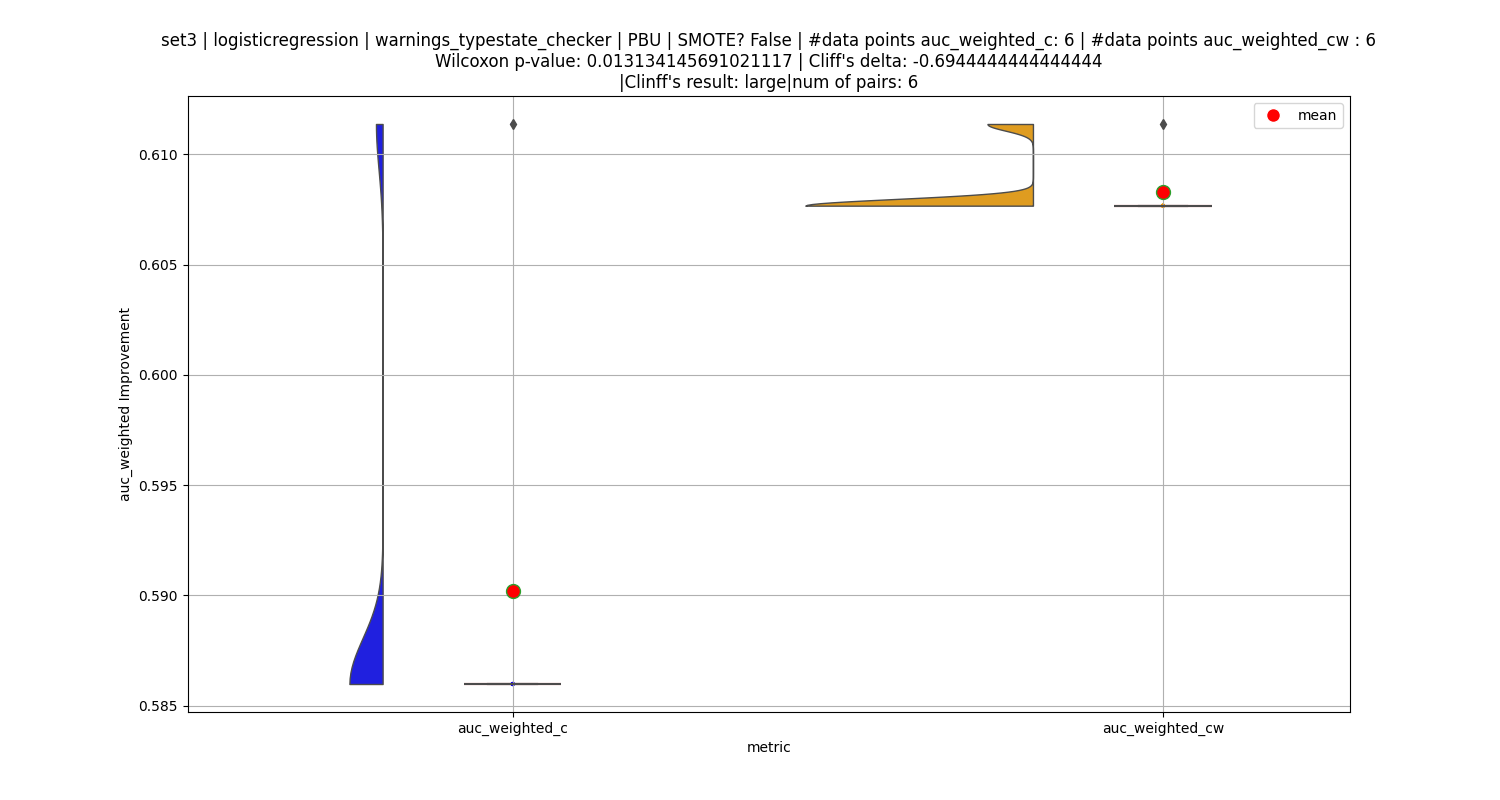 set3 | logisticregression | warnings_typestate_checker | PBU | SMOTE? False | #data points auc_weighted_c: 6 | #data points auc_weighted_cw : 6
Wilcoxon p-value: 0.013134145691021117 | Cliff's delta: -0.6944444444444444
|Clinff's result: large|num of pairs: 6
mean
0.610
0.605
0.600
0.595
0.590
0.585
auc_weighted Improvement
auc_weighted_c
auc_weighted_cw
metric